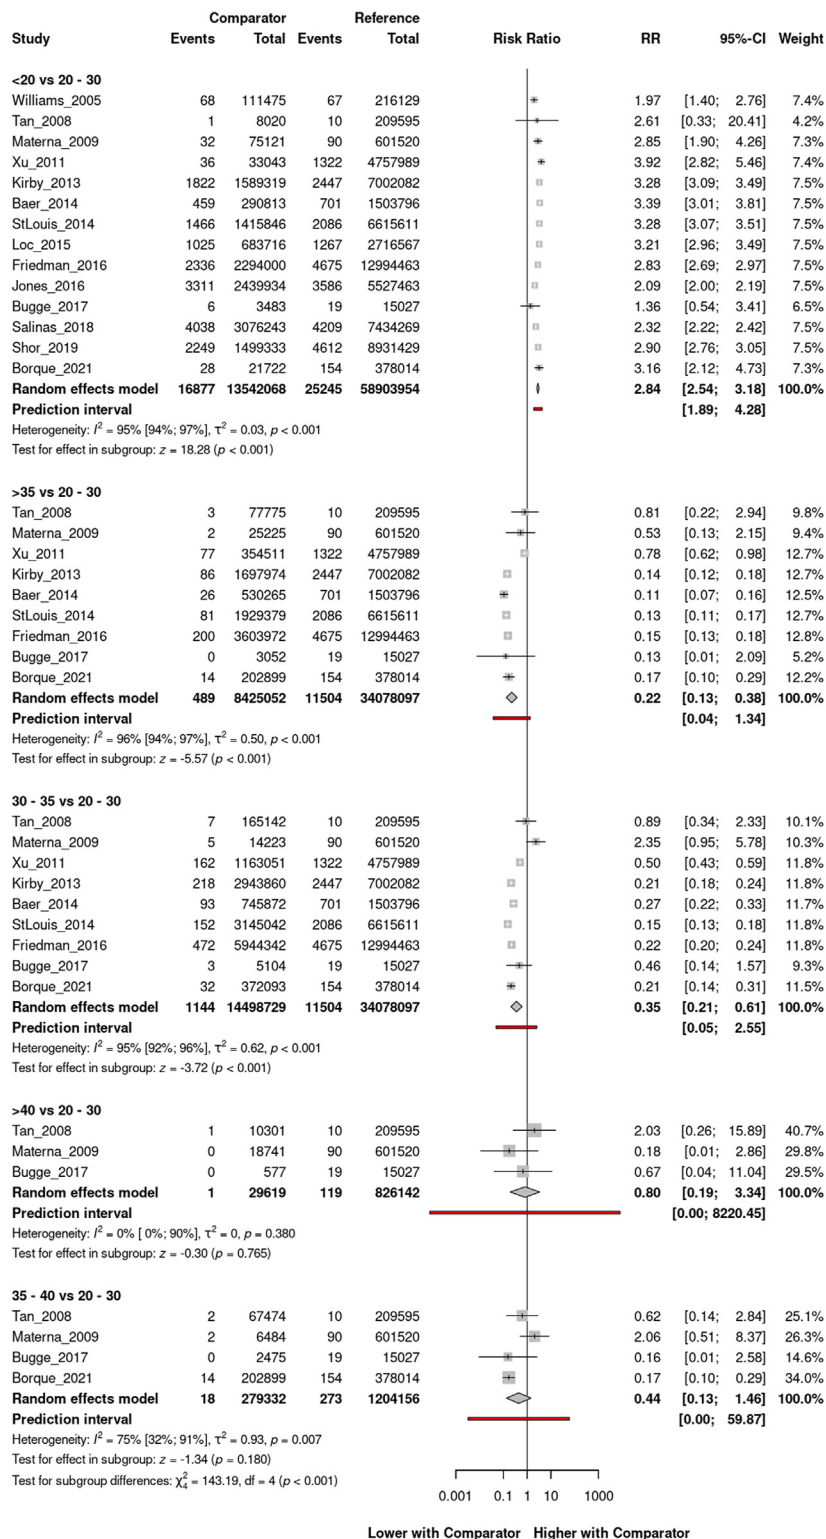 Comparator Reference
Study Events Total Events Total Risk Ratio RR 95%-CI Weight
<20 vs 20 - 30
Williams_2005 68 111475 67 216129 1.97 [1.40; 2.76] 7.4%
Tan_2008 1 8020 10 209595 2.61 [0.33; 20.41] 4.2%
Materna_2009 32 75121 90 601520 2.85 [1.90; 4.26] 7.3%
Xu_2011 36 33043 1322 4757989 3.92 [2.82; 5.46] 7.4%
Kirby_2013 1822 1589319 2447 7002082 3.28 [3.09; 3.49] 7.5%
Baer_2014 459 290813 701 1503796 3.39 [3.01; 3.81] 7.5%
StLouis_2014 1466 1415846 2086 6615611 3.28 [3.07; 3.51] 7.5%
Loc_2015 1025 683716 1267 2716567 3.21 [2.96; 3.49] 7.5%
Friedman_2016 2336 2294000 4675 12994463 2.83 [2.69; 2.97] 7.5%
Jones_2016 3311 2439934 3586 5527463 2.09 [2.00; 2.19] 7.5%
Bugge_2017 6 3483 19 15027 1.36 [0.54; 3.41] 6.5%
Salinas_2018 4038 3076243 4209 7434269 2.32 [2.22; 2.42] 7.5%
Shor_2019 2249 1499333 4612 8931429 2.90 [2.76; 3.05] 7.5%
Borque_2021 28 21722 154 378014 3.16 [2.12; 4.73] 7.3%
Random effects model 16877 13542068 25245 58903954 2.84 [2.54; 3.18] 100.0%
Prediction interval [1.89; 4.28]
Heterogeneity: I² = 95% [94%; 97%], τ² = 0.03, p < 0.001
Test for effect in subgroup: z = 18.28 (p < 0.001)
>35 vs 20 - 30
Tan_2008 3 77775 10 209595 0.81 [0.22; 2.94] 9.8%
Materna_2009 2 25225 90 601520 0.53 [0.13; 2.15] 9.4%
Xu_2011 77 354511 1322 4757989 0.78 [0.62; 0.98] 12.7%
Kirby_2013 86 1697974 2447 7002082 0.14 [0.12; 0.18] 12.7%
Baer_2014 26 530265 701 1503796 0.11 [0.07; 0.16] 12.5%
StLouis_2014 81 1929379 2086 6615611 0.13 [0.11; 0.17] 12.7%
Friedman_2016 200 3603972 4675 12994463 0.15 [0.13; 0.18] 12.8%
Bugge_2017 0 3052 19 15027 0.13 [0.01; 2.09] 5.2%
Borque_2021 14 202899 154 378014 0.17 [0.10; 0.29] 12.2%
Random effects model 489 8425052 11504 34078097 0.22 [0.13; 0.38] 100.0%
Prediction interval [0.04; 1.34]
Heterogeneity: I² = 96% [94%; 97%], τ² = 0.50, p < 0.001
Test for effect in subgroup: z = -5.57 (p < 0.001)
30 - 35 vs 20 - 30
Tan_2008 7 165142 10 209595 0.89 [0.34; 2.33] 10.1%
Materna_2009 5 14223 90 601520 2.35 [0.95; 5.78] 10.3%
Xu_2011 162 1163051 1322 4757989 0.50 [0.43; 0.59] 11.8%
Kirby_2013 218 2943860 2447 7002082 0.21 [0.18; 0.24] 11.8%
Baer_2014 93 745872 701 1503796 0.27 [0.22; 0.33] 11.7%
StLouis_2014 152 3145042 2086 6615611 0.15 [0.13; 0.18] 11.8%
Friedman_2016 472 5944342 4675 12994463 0.22 [0.20; 0.24] 11.8%
Bugge_2017 3 5104 19 15027 0.46 [0.14; 1.57] 9.3%
Borque_2021 32 372093 154 378014 0.21 [0.14; 0.31] 11.5%
Random effects model 1144 14498729 11504 34078097 0.35 [0.21; 0.61] 100.0%
Prediction interval [0.05; 2.55]
Heterogeneity: I² = 95% [92%; 96%], τ² = 0.62, p < 0.001
Test for effect in subgroup: z = -3.72 (p < 0.001)
>40 vs 20 - 30
Tan_2008 1 10301 10 209595 2.03 [0.26; 15.89] 40.7%
Materna_2009 0 18741 90 601520 0.18 [0.01; 2.86] 29.8%
Bugge_2017 0 577 19 15027 0.67 [0.04; 11.04] 29.5%
Random effects model 1 29619 119 826142 0.80 [0.19; 3.34] 100.0%
Prediction interval [0.00; 8220.45]
Heterogeneity: I² = 0% [ 0%; 90%], τ² = 0, p = 0.380
Test for effect in subgroup: z = -0.30 (p = 0.765)
35 - 40 vs 20 - 30
Tan_2008 2 67474 10 209595 0.62 [0.14; 2.84] 25.1%
Materna_2009 2 6484 90 601520 2.06 [0.51; 8.37] 26.3%
Bugge_2017 0 2475 19 15027 0.16 [0.01; 2.58] 14.6%
Borque_2021 14 202899 154 378014 0.17 [0.10; 0.29] 34.0%
Random effects model 18 279332 273 1204156 0.44 [0.13; 1.46] 100.0%
Prediction interval [0.00; 59.87]
Heterogeneity: I² = 75% [32%; 91%], τ² = 0.93, p = 0.007
Test for effect in subgroup: z = -1.34 (p = 0.180)
Test for subgroup differences: χ²₄ = 143.19, df = 4 (p < 0.001)
0.001 0.1 1 10 1000
Lower with Comparator Higher with Comparator